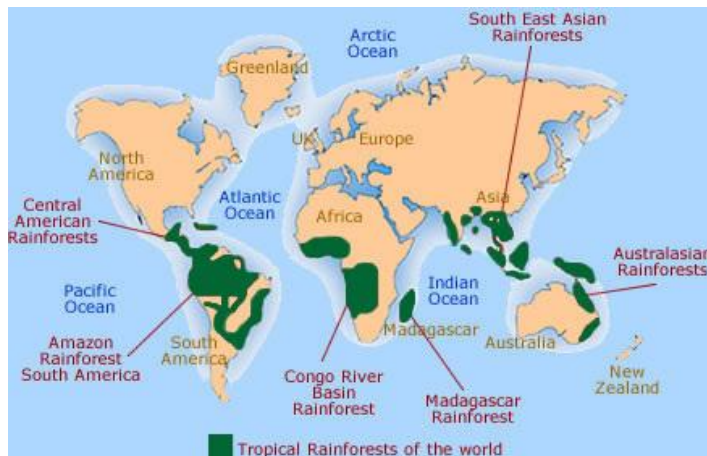 South East Asian
Rainforests
Arctic
Ocean
Greenland
UK
Europe
North
America
Asia
Atlantic
Ocean
Central
American
Rainforests
Africa
Australasian
Rainforests
Indian
Ocean
Pacific
Ocean
Madagascar
South
America
Australia
Amazon
Rainforest
South America
New
Zealand
Congo River
Basin
Rainforest
Madagascar
Rainforest
Tropical Rainforests of the world